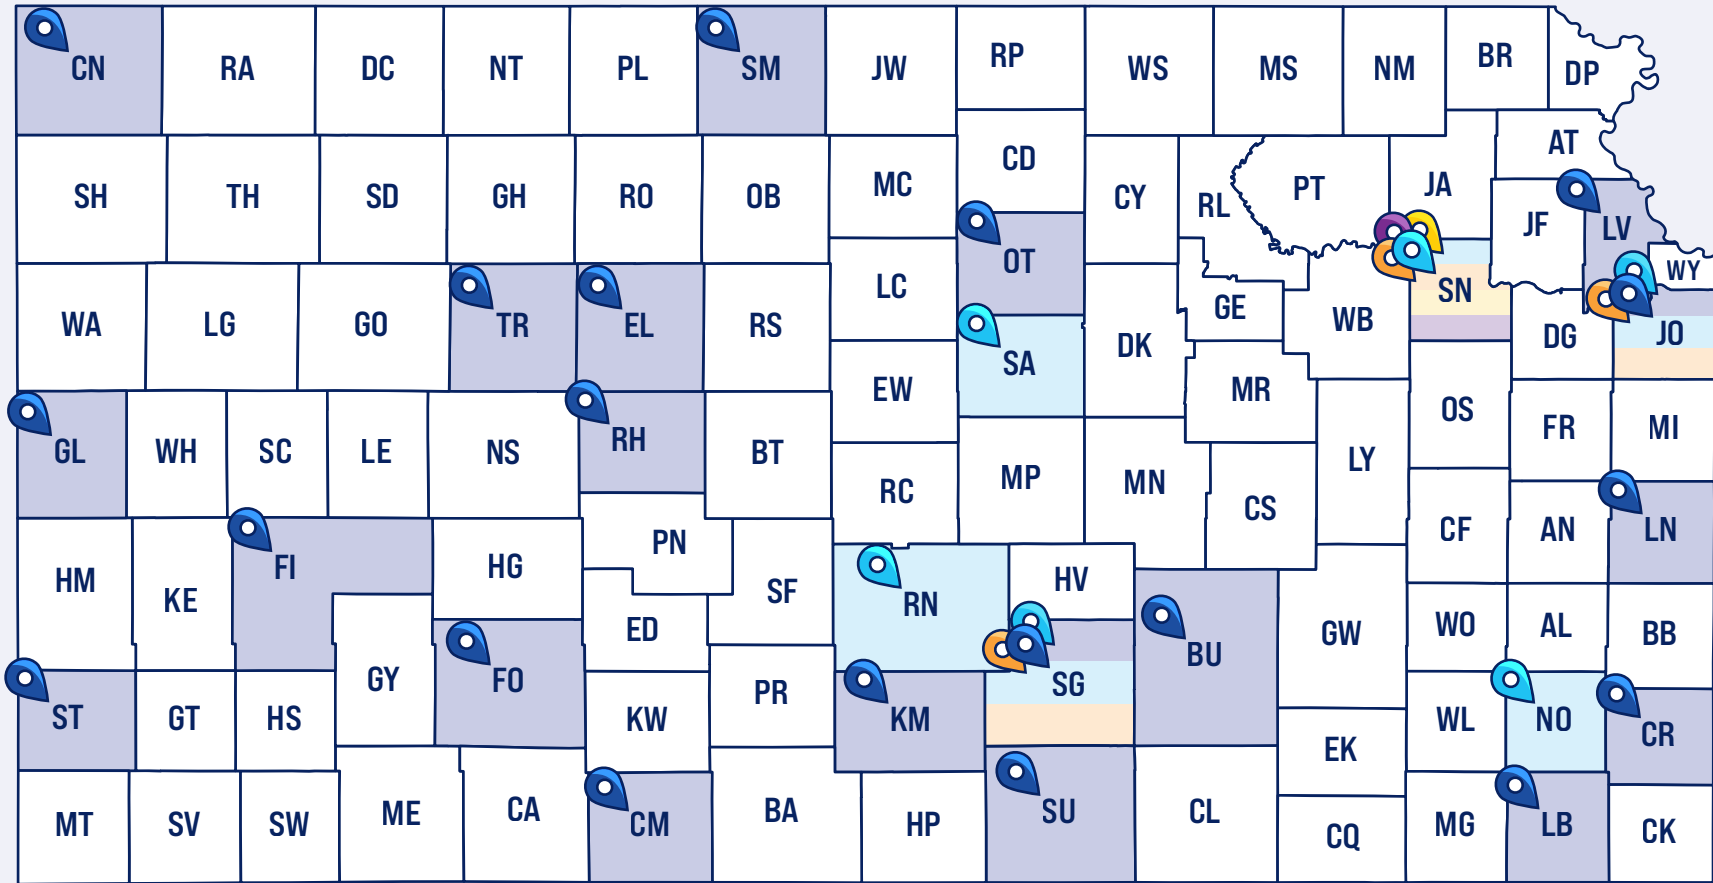 CN RA DC NT PL SM JW RP WS MS NM BR DP
SH TH SD GH RO OB MC CD CY RL PT JA AT
JF LV WY
WA LG GO TR EL RS LC OT GE WB SN DG JO
SA DK MR EW
GL WH SC LE NS RH BT RC MP MN CS LY OS FR MI
HM KE FI HG PN SF RN HV CF AN LN
ED BU GW WO AL BB
ST GT HS GY FO KW PR KM SG EK WL NO CR
MT SV SW ME CA CM BA HP SU CL CQ MG LB CK